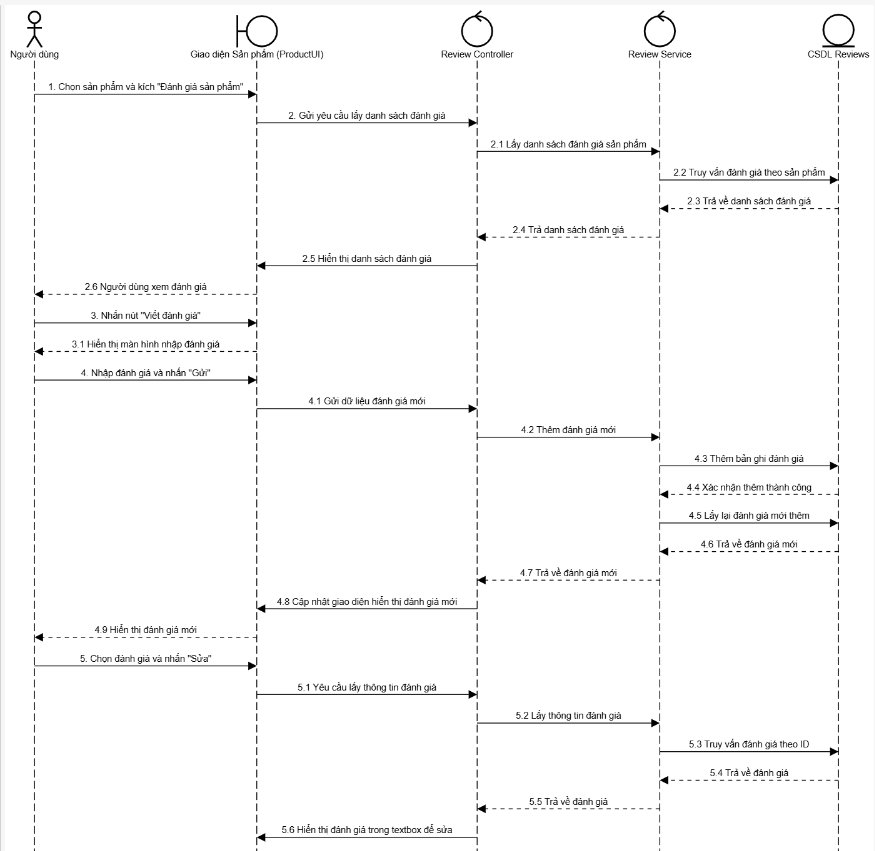 Người dùng
Giao diện Sản phẩm (ProductUI)
Review Controller
Review Service
CSDL Reviews
1. Chọn sản phẩm và kích "Đánh giá sản phẩm"
2. Gửi yêu cầu lấy danh sách đánh giá
2.1 Lấy danh sách đánh giá sản phẩm
2.2 Truy vấn đánh giá theo sản phẩm
2.3 Trả về danh sách đánh giá
2.4 Trả danh sách đánh giá
2.5 Hiển thị danh sách đánh giá
2.6 Người dùng xem đánh giá
3. Nhấn nút "Viết đánh giá"
3.1 Hiển thị màn hình nhập đánh giá
4. Nhập đánh giá và nhấn "Gửi"
4.1 Gửi dữ liệu đánh giá mới
4.2 Thêm đánh giá mới
4.3 Thêm bản ghi đánh giá
4.4 Xác nhận thêm thành công
4.5 Lấy lại đánh giá mới thêm
4.6 Trả về đánh giá mới
4.7 Trả về đánh giá mới
4.8 Cập nhật giao diện hiển thị đánh giá mới
4.9 Hiển thị đánh giá mới
5. Chọn đánh giá và nhấn "Sửa"
5.1 Yêu cầu lấy thông tin đánh giá
5.2 Lấy thông tin đánh giá
5.3 Truy vấn đánh giá theo ID
5.4 Trả về đánh giá
5.5 Trả về đánh giá
5.6 Hiển thị đánh giá trong textbox để sửa